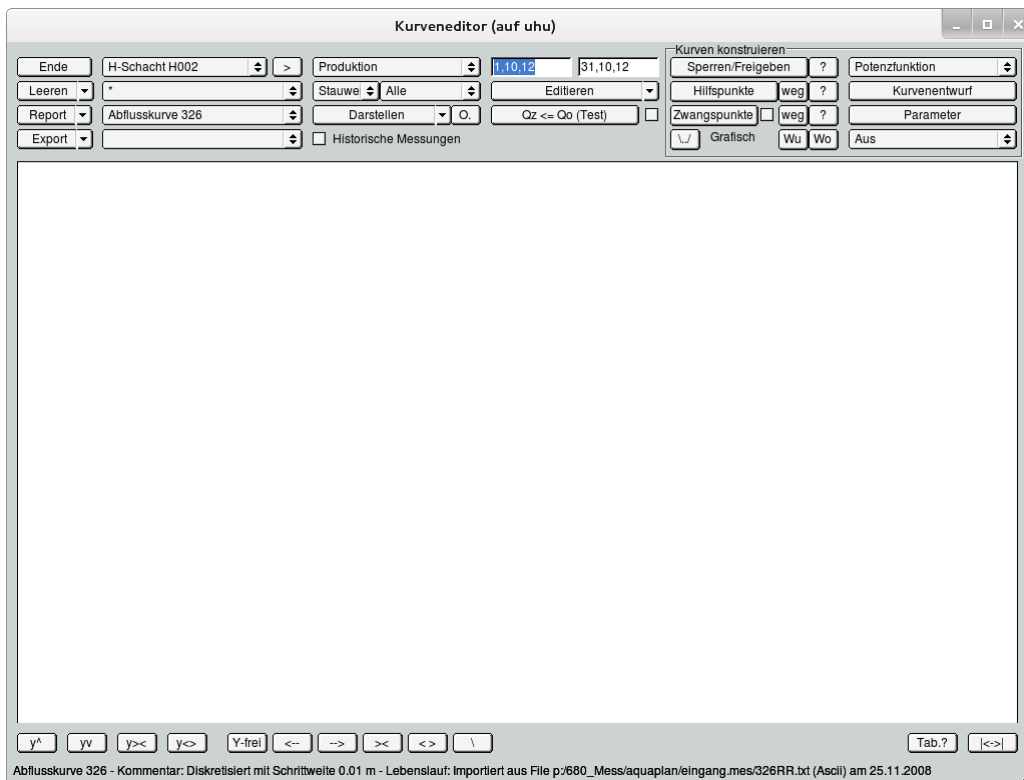 Kurveneditor (auf uhu)
Kurven konstruieren
Ende H-Schacht H002 > Produktion 1,10,12 31,10,12 Sperren/Freigeben ? Potenzfunktion
Leeren * Stauwei Alle Editieren Hilfspunkte weg ? Kurvenentwurf
Report Abflusskurve 326 Darstellen O. Qz <= Qo (Test) Zwangspunkte weg ? Parameter
Export Historische Messungen \./ Grafisch Wu Wo Aus
y^ yv y>< y<> Y-frei <-- --> >< < > \ Tab.? |<->|
Abflusskurve 326 - Kommentar: Diskretisiert mit Schrittweite 0.01 m - Lebenslauf: Importiert aus File p:/680_Mess/aquaplan/eingang.mes/326RR.txt (Ascii) am 25.11.2008